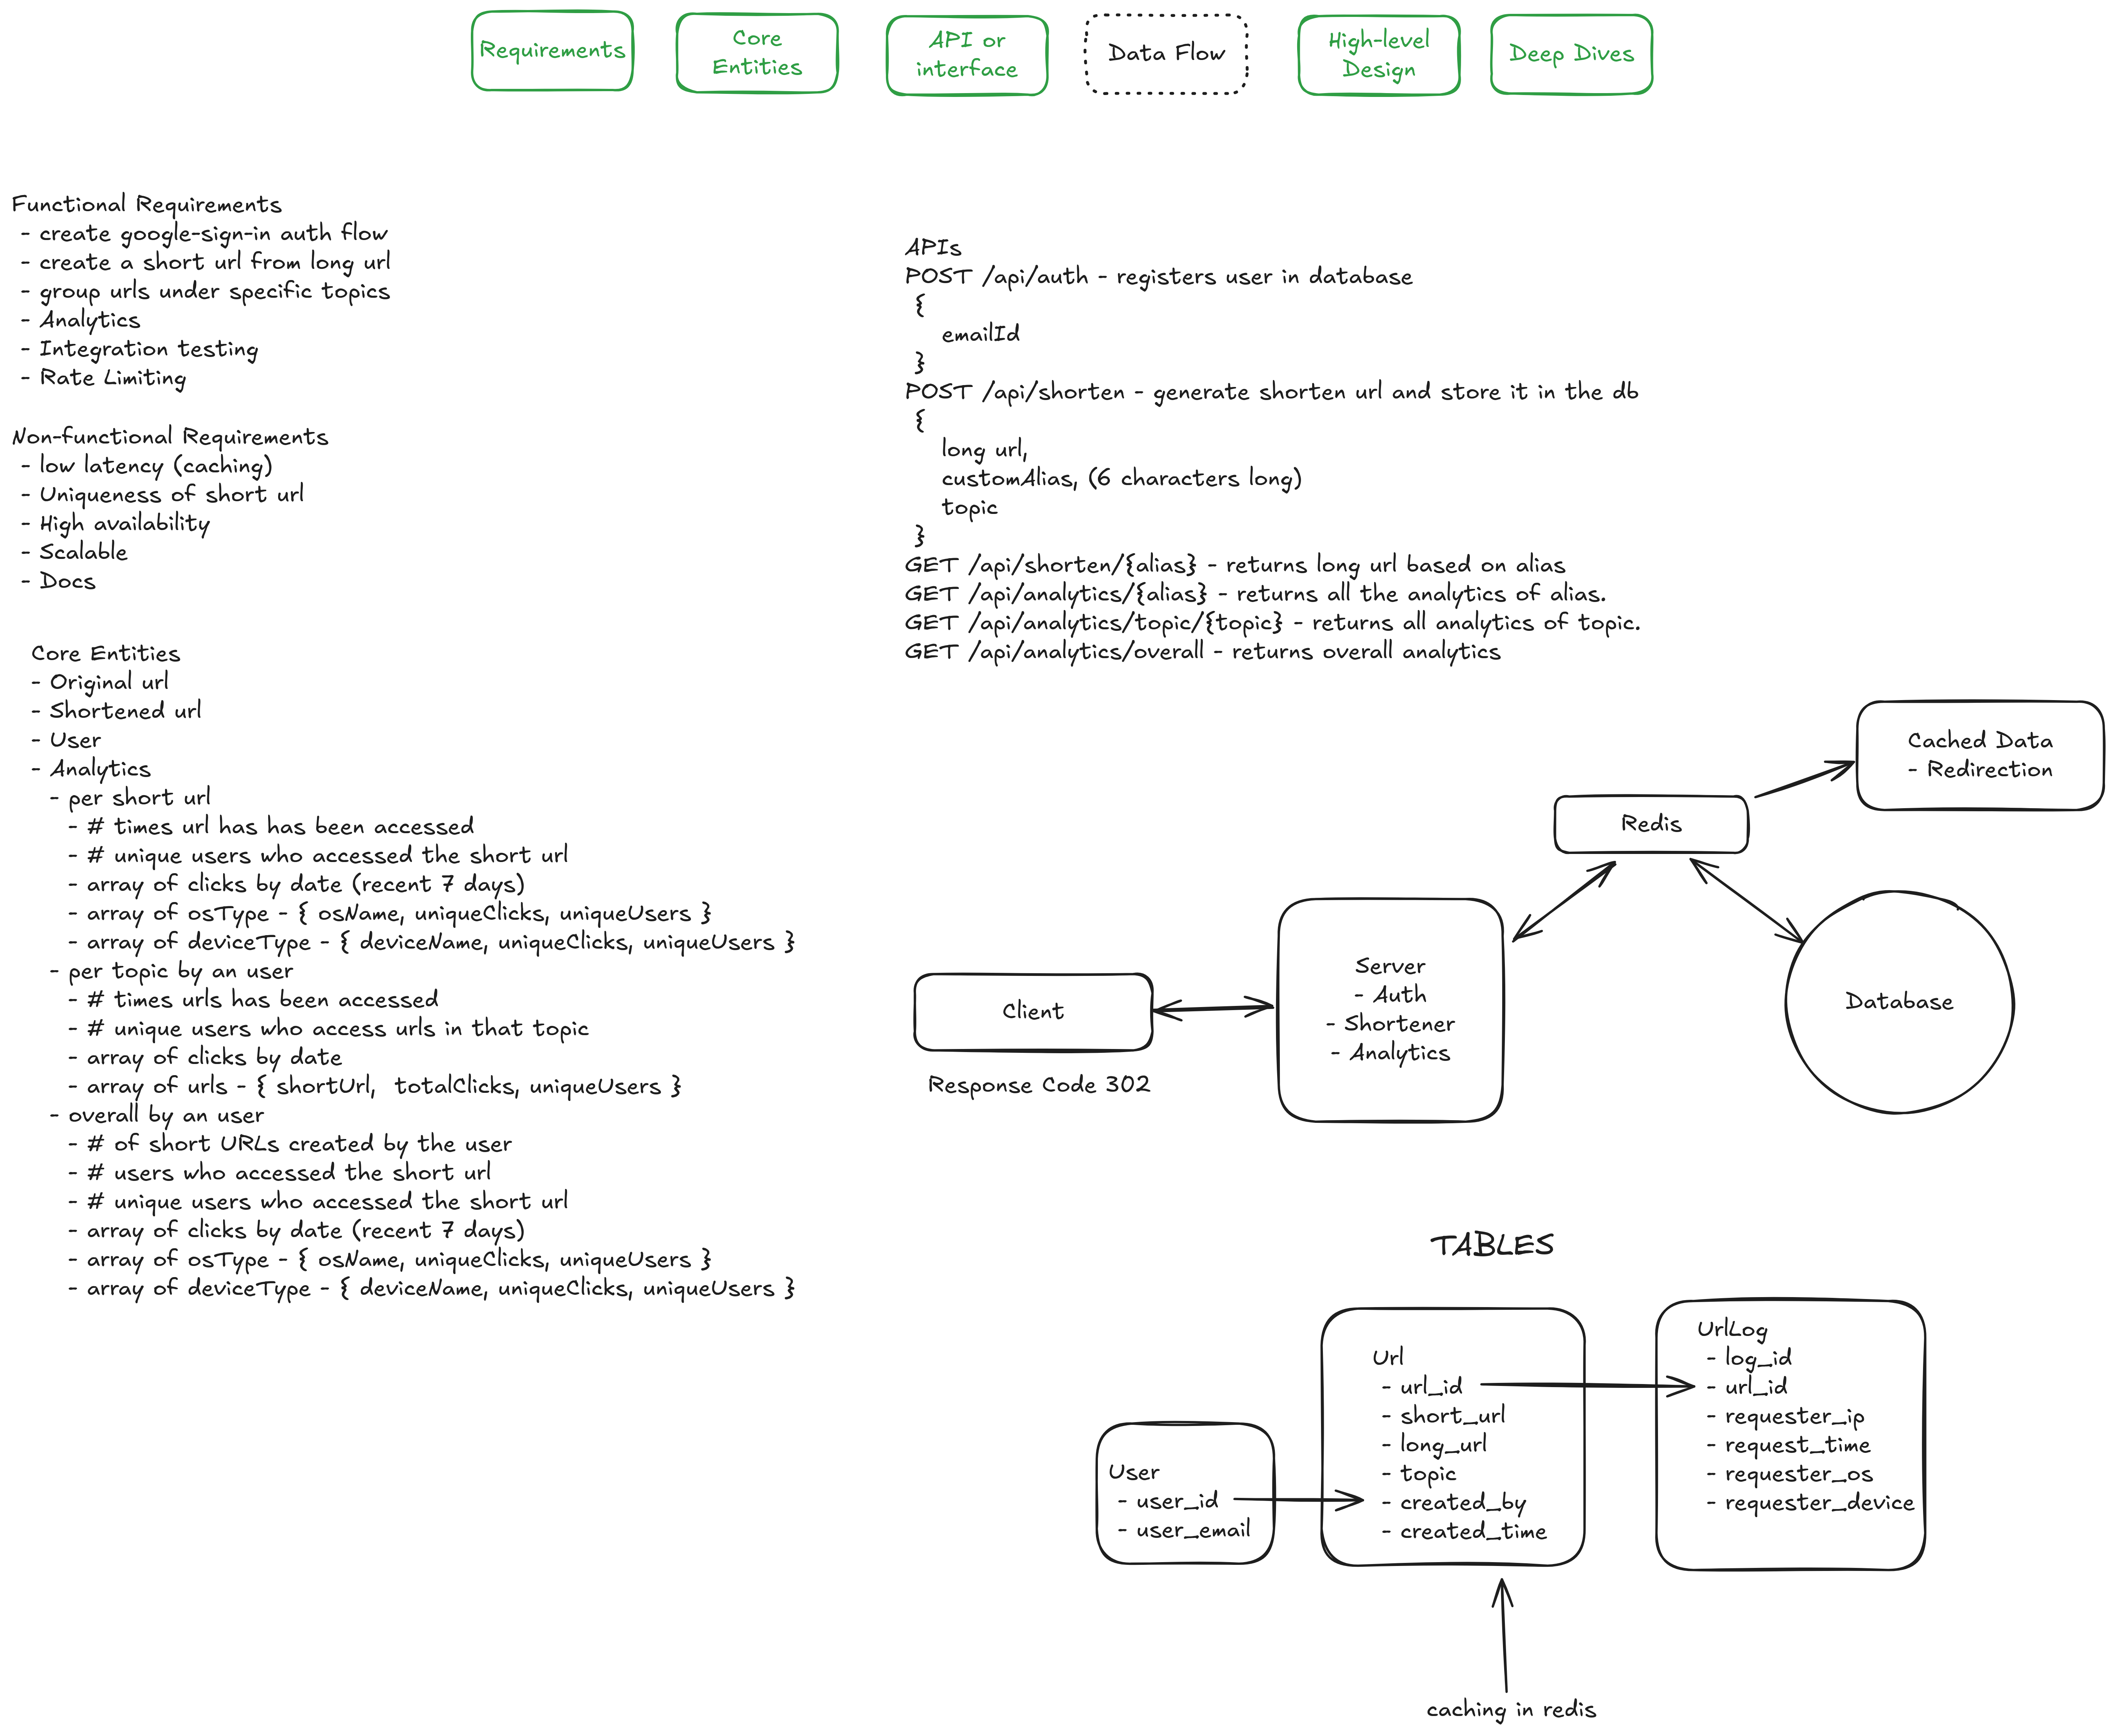 Requirements
Core
Entities
API or
interface
Data Flow
High-level
Design
Deep Dives
Functional Requirements
- create google-sign-in auth flow
- create a short url from long url
- group urls under specific topics
- Analytics
- Integration testing
- Rate Limiting
Non-functional Requirements
- low latency (caching)
- Uniqueness of short url
- High availability
- Scalable
- Docs
Core Entities
- Original url
- Shortened url
- User
- Analytics
- per short url
- # times url has has been accessed
- # unique users who accessed the short url
- array of clicks by date (recent 7 days)
- array of osType - { osName, uniqueClicks, uniqueUsers }
- array of deviceType - { deviceName, uniqueClicks, uniqueUsers }
- per topic by an user
- # times urls has been accessed
- # unique users who access urls in that topic
- array of clicks by date
- array of urls - { shortUrl,  totalClicks, uniqueUsers }
- overall by an user
- # of short URLs created by the user
- # users who accessed the short url
- # unique users who accessed the short url
- array of clicks by date (recent 7 days)
- array of osType - { osName, uniqueClicks, uniqueUsers }
- array of deviceType - { deviceName, uniqueClicks, uniqueUsers }
APIs
POST /api/auth - registers user in database
{
emailId
}
POST /api/shorten - generate shorten url and store it in the db
{
long url,
customAlias, (6 characters long)
topic
}
GET /api/shorten/{alias} - returns long url based on alias
GET /api/analytics/{alias} - returns all the analytics of alias.
GET /api/analytics/topic/{topic} - returns all analytics of topic.
GET /api/analytics/overall - returns overall analytics
Cached Data
- Redirection
Redis
Server
- Auth
- Shortener
- Analytics
Client
Response Code 302
Database
TABLES
User
- user_id
- user_email
Url
- url_id
- short_url
- long_url
- topic
- created_by
- created_time
UrlLog
- log_id
- url_id
- requester_ip
- request_time
- requester_os
- requester_device
caching in redis